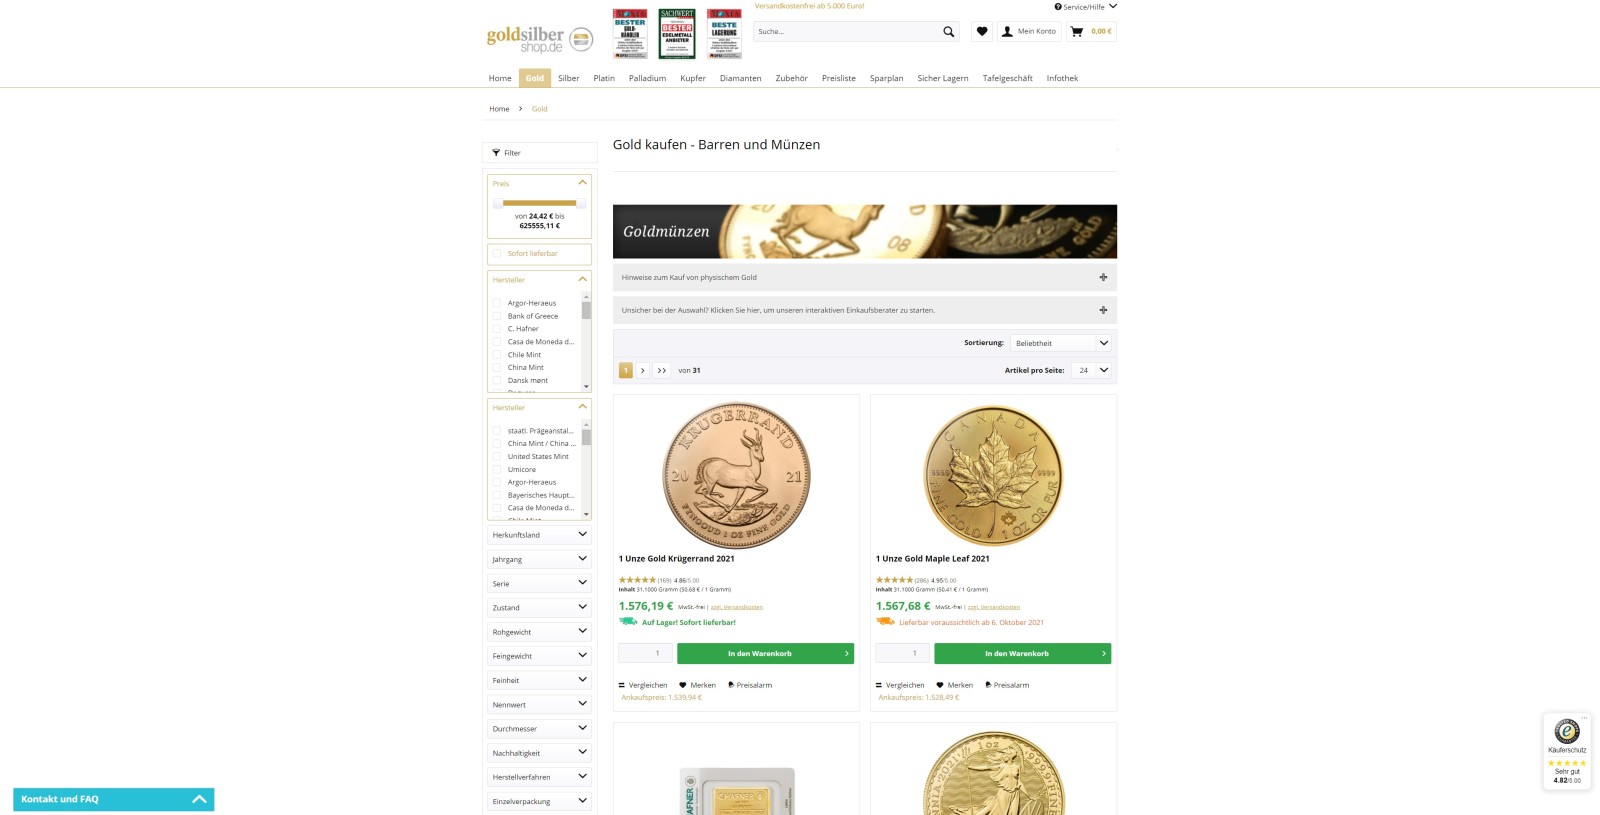 Versandkostenfrei ab 5.000 Euro!
Service/Hilfe
goldsilber
shop.de
BESTER
GOLD-
HÄNDLER
SACHWERT
BESTER
EDELMETALL
ANBIETER
BESTE
LAGERUNG
Suche...
Mein Konto
0,00 €
Home Gold Silber Platin Palladium Kupfer Diamanten Zubehör Preisliste Sparplan Sicher Lagern Tafelgeschäft Infothek
Home > Gold
Filter
Preis
von 24,42 € bis
625555,11 €
Sofort lieferbar
Hersteller
Argor-Heraeus
Bank of Greece
C. Hafner
Casa de Moneda d...
Chile Mint
China Mint
Dansk mønt
Hersteller
staatl. Prägeanstal...
China Mint / China ...
United States Mint
Umicore
Argor-Heraeus
Bayerisches Haupt...
Casa de Moneda d...
Chile Mint
Herkunftsland
Jahrgang
Serie
Zustand
Rohgewicht
Feingewicht
Feinheit
Nennwert
Durchmesser
Nachhaltigkeit
Herstellverfahren
Einzelverpackung
Gold kaufen - Barren und Münzen
Goldmünzen
Hinweise zum Kauf von physischem Gold
Unsicher bei der Auswahl? Klicken Sie hier, um unseren interaktiven Einkaufsberater zu starten.
Sortierung: Beliebtheit
1 > >> von 31
Artikel pro Seite: 24
KRUGERRAND
20 21
FYNGOUD 1 OZ FINE GOLD
1 Unze Gold Krügerrand 2021
(169) 4.86/5.00
Inhalt 31,1000 Gramm (50,68 € / 1 Gramm)
1.576,19 € MwSt.-frei | zzgl. Versandkosten
Auf Lager! Sofort lieferbar!
1 In den Warenkorb
Vergleichen Merken Preisalarm
Ankaufspreis: 1.539,94 €
CANADA
9999 9999
FINE GOLD 1 OZ OR PUR
1 Unze Gold Maple Leaf 2021
(286) 4.95/5.00
Inhalt 31,1000 Gramm (50,41 € / 1 Gramm)
1.567,68 € MwSt.-frei | zzgl. Versandkosten
Lieferbar voraussichtlich ab 6. Oktober 2021
1 In den Warenkorb
Vergleichen Merken Preisalarm
Ankaufspreis: 1.528,49 €
C.HAFNER
1oz
Kontakt und FAQ
Käuferschutz
Sehr gut
4.82/5.00